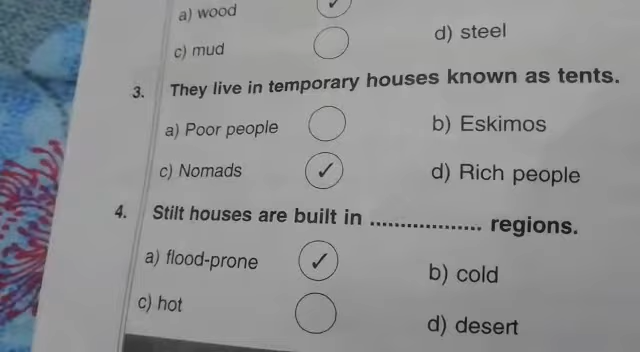 a) wood ✓
c) mud d) steel
3. They live in temporary houses known as tents.
a) Poor people b) Eskimos
c) Nomads ✓ d) Rich people
4. Stilt houses are built in .................. regions.
a) flood-prone ✓ b) cold
c) hot d) desert